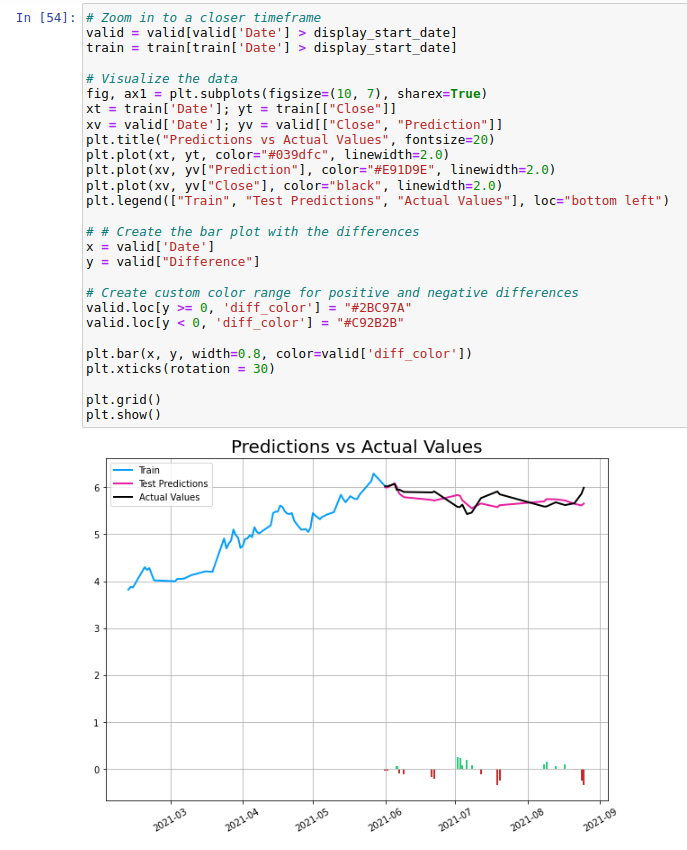 In [54]: # Zoom in to a closer timeframe
valid = valid[valid['Date'] > display_start_date]
train = train[train['Date'] > display_start_date]
# Visualize the data
fig, ax1 = plt.subplots(figsize=(10, 7), sharex=True)
xt = train['Date']; yt = train[["Close"]]
xv = valid['Date']; yv = valid[["Close", "Prediction"]]
plt.title("Predictions vs Actual Values", fontsize=20)
plt.plot(xt, yt, color="#039dfc", linewidth=2.0)
plt.plot(xv, yv["Prediction"], color="#E91D9E", linewidth=2.0)
plt.plot(xv, yv["Close"], color="black", linewidth=2.0)
plt.legend(["Train", "Test Predictions", "Actual Values"], loc="bottom left")
# # Create the bar plot with the differences
x = valid['Date']
y = valid["Difference"]
# Create custom color range for positive and negative differences
valid.loc[y >= 0, 'diff_color'] = "#2BC97A"
valid.loc[y < 0, 'diff_color'] = "#C92B2B"
plt.bar(x, y, width=0.8, color=valid['diff_color'])
plt.xticks(rotation = 30)
plt.grid()
plt.show()
Predictions vs Actual Values
Train
Test Predictions
Actual Values
6
5
4
3
2
1
0
2021-03
2021-04
2021-05
2021-06
2021-07
2021-08
2021-09